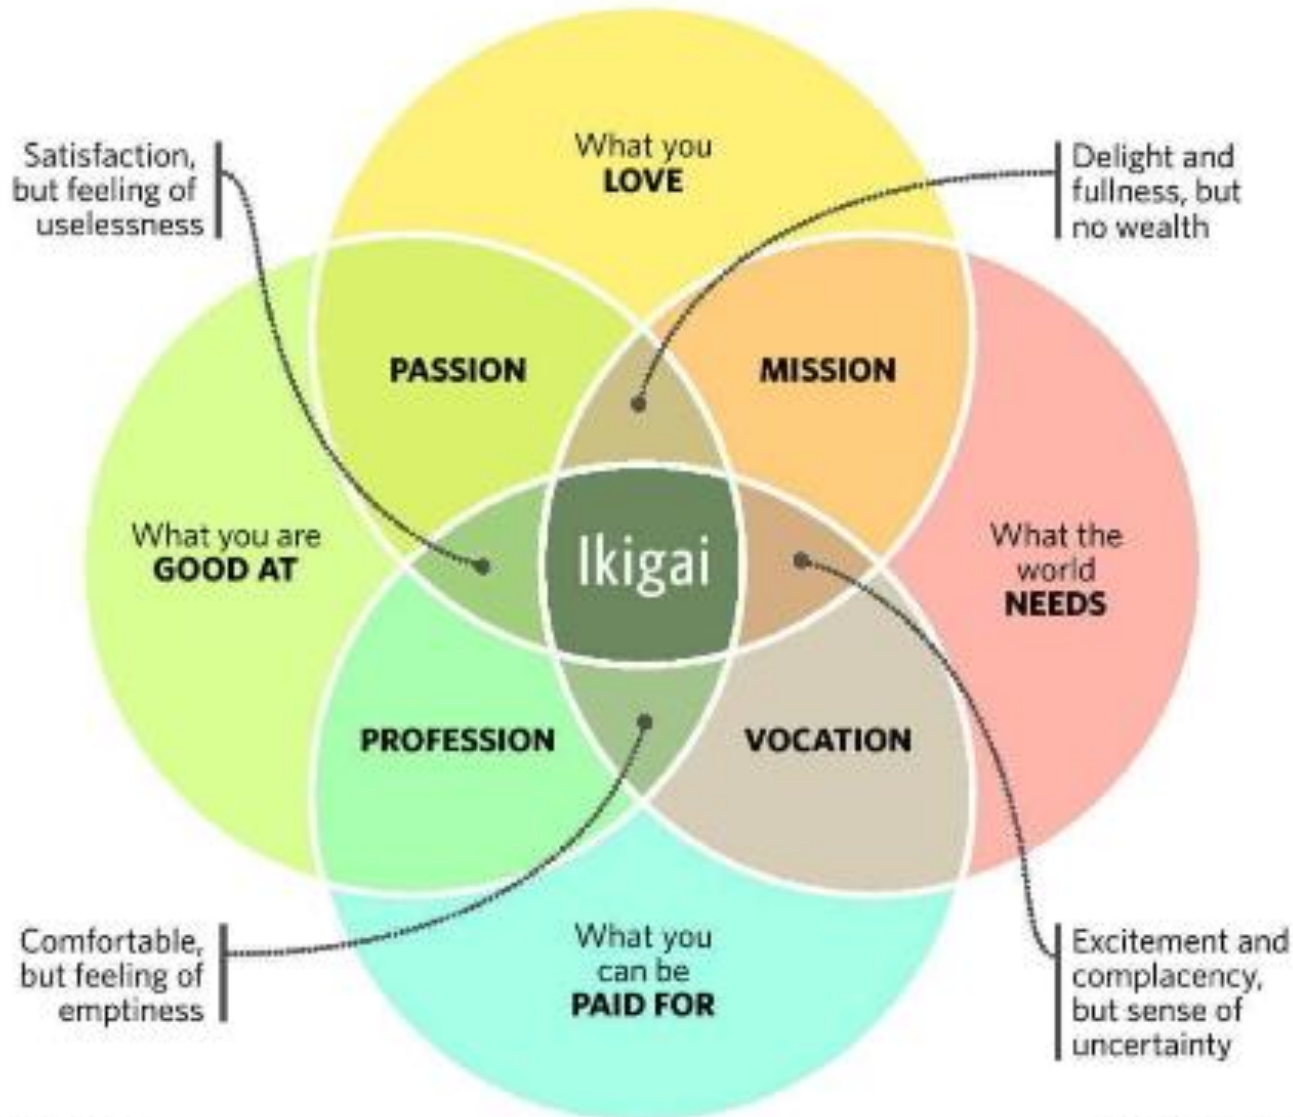 What you
LOVE
Satisfaction,
but feeling of
uselessness
Delight and
fullness, but
no wealth
PASSION
MISSION
What you are
GOOD AT
Ikigai
What the
world
NEEDS
PROFESSION
VOCATION
What you
can be
PAID FOR
Comfortable,
but feeling of
emptiness
Excitement and
complacency,
but sense of
uncertainty